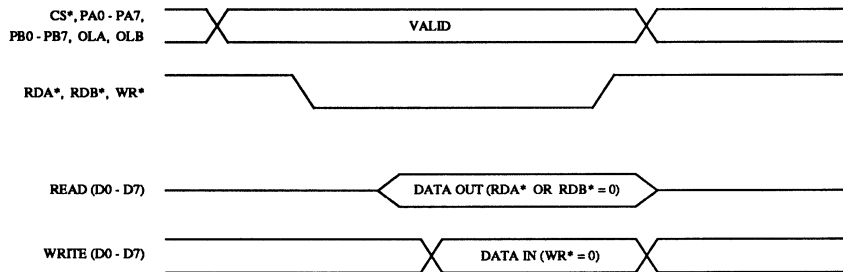 CS*, PA0 - PA7,
PB0 - PB7, OLA, OLB
VALID
RDA*, RDB*, WR*
READ (D0 - D7)
DATA OUT (RDA* OR RDB* = 0)
WRITE (D0 - D7)
DATA IN (WR* = 0)